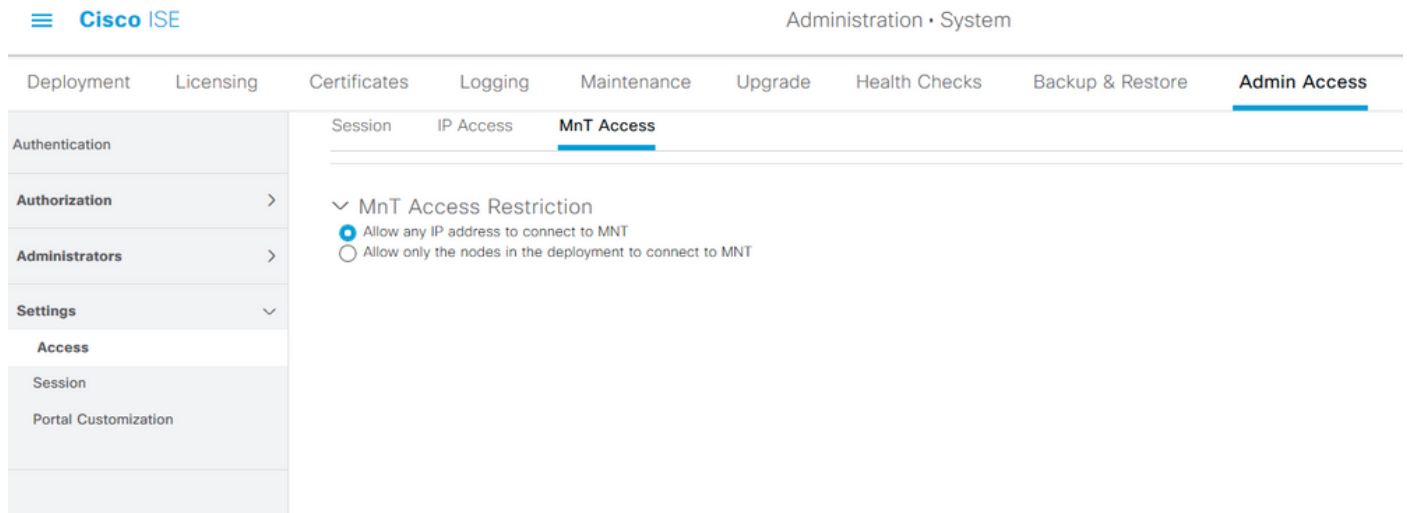 Cisco ISE
Administration · System
Deployment Licensing Certificates Logging Maintenance Upgrade Health Checks Backup & Restore Admin Access
Authentication
Authorization
Administrators
Settings
Access
Session
Portal Customization
Session IP Access MnT Access
MnT Access Restriction
Allow any IP address to connect to MNT
Allow only the nodes in the deployment to connect to MNT